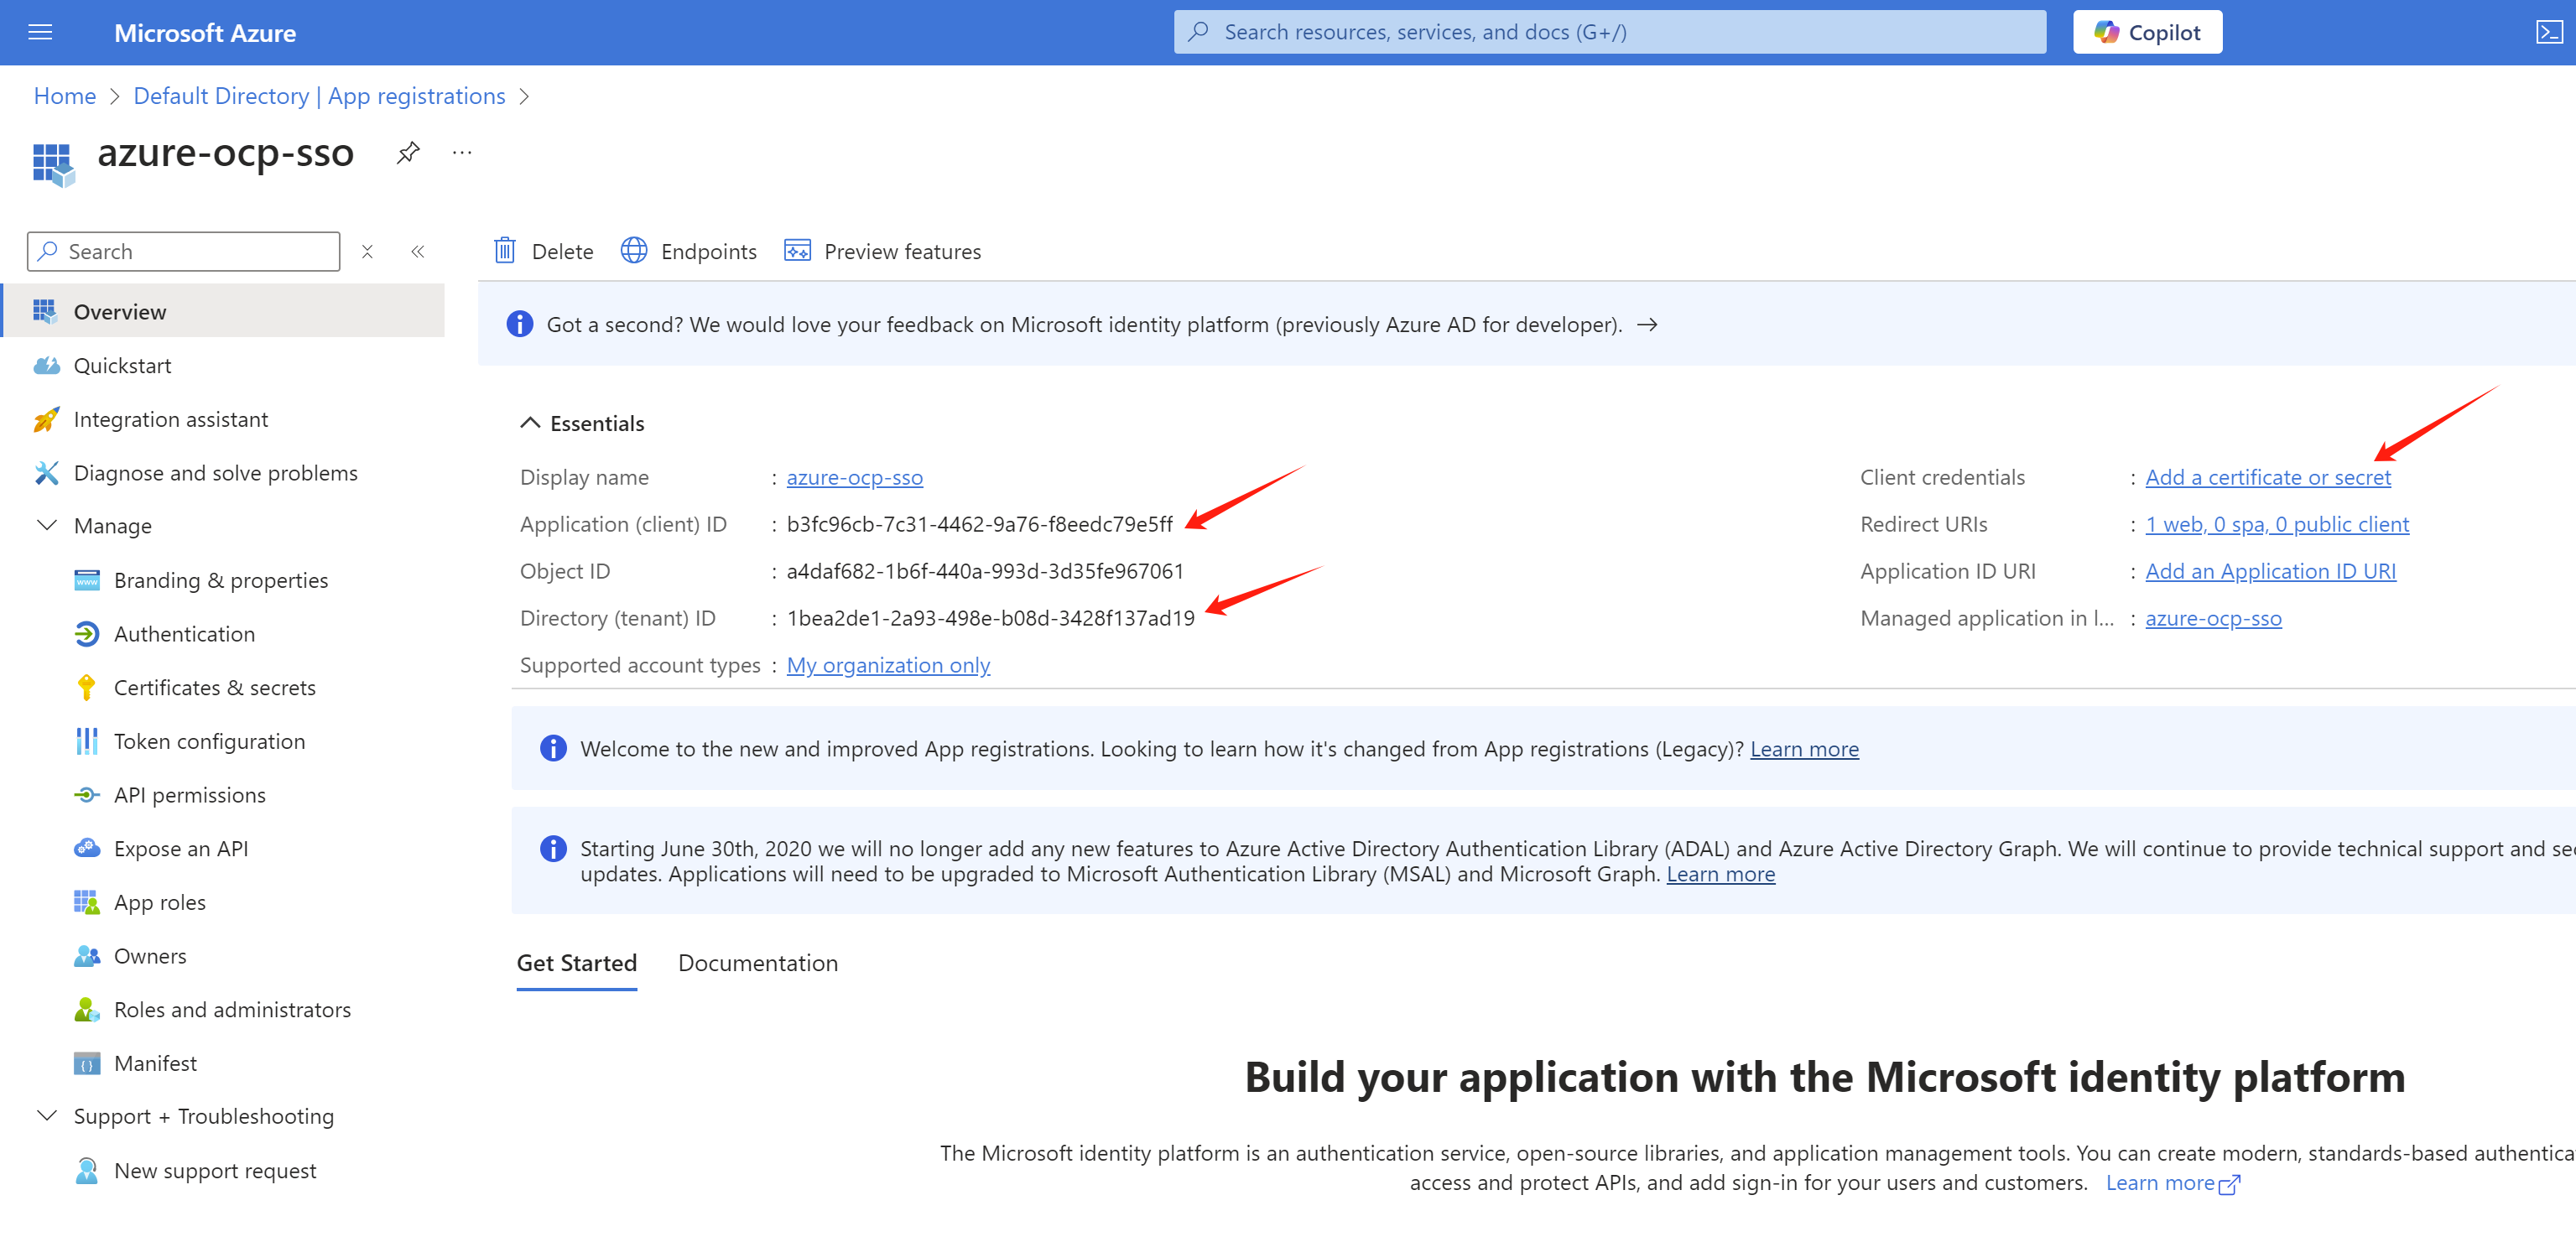 Microsoft Azure
Search resources, services, and docs (G+/)
Copilot
Home > Default Directory | App registrations >
azure-ocp-sso
Search
Delete
Endpoints
Preview features
Overview
Got a second? We would love your feedback on Microsoft identity platform (previously Azure AD for developer). →
Quickstart
Integration assistant
Diagnose and solve problems
Manage
Branding & properties
Authentication
Certificates & secrets
Token configuration
API permissions
Expose an API
App roles
Owners
Roles and administrators
Manifest
Support + Troubleshooting
New support request
Essentials
Display name : azure-ocp-sso
Application (client) ID : b3fc96cb-7c31-4462-9a76-f8eedc79e5ff
Object ID : a4daf682-1b6f-440a-993d-3d35fe967061
Directory (tenant) ID : 1bea2de1-2a93-498e-b08d-3428f137ad19
Supported account types : My organization only
Client credentials : Add a certificate or secret
Redirect URIs : 1 web, 0 spa, 0 public client
Application ID URI : Add an Application ID URI
Managed application in l... : azure-ocp-sso
Welcome to the new and improved App registrations. Looking to learn how it's changed from App registrations (Legacy)? Learn more
Starting June 30th, 2020 we will no longer add any new features to Azure Active Directory Authentication Library (ADAL) and Azure Active Directory Graph. We will continue to provide technical support and
updates. Applications will need to be upgraded to Microsoft Authentication Library (MSAL) and Microsoft Graph. Learn more
Get Started
Documentation
Build your application with the Microsoft identity platform
The Microsoft identity platform is an authentication service, open-source libraries, and application management tools. You can create modern, standards-based
access and protect APIs, and add sign-in for your users and customers. Learn more